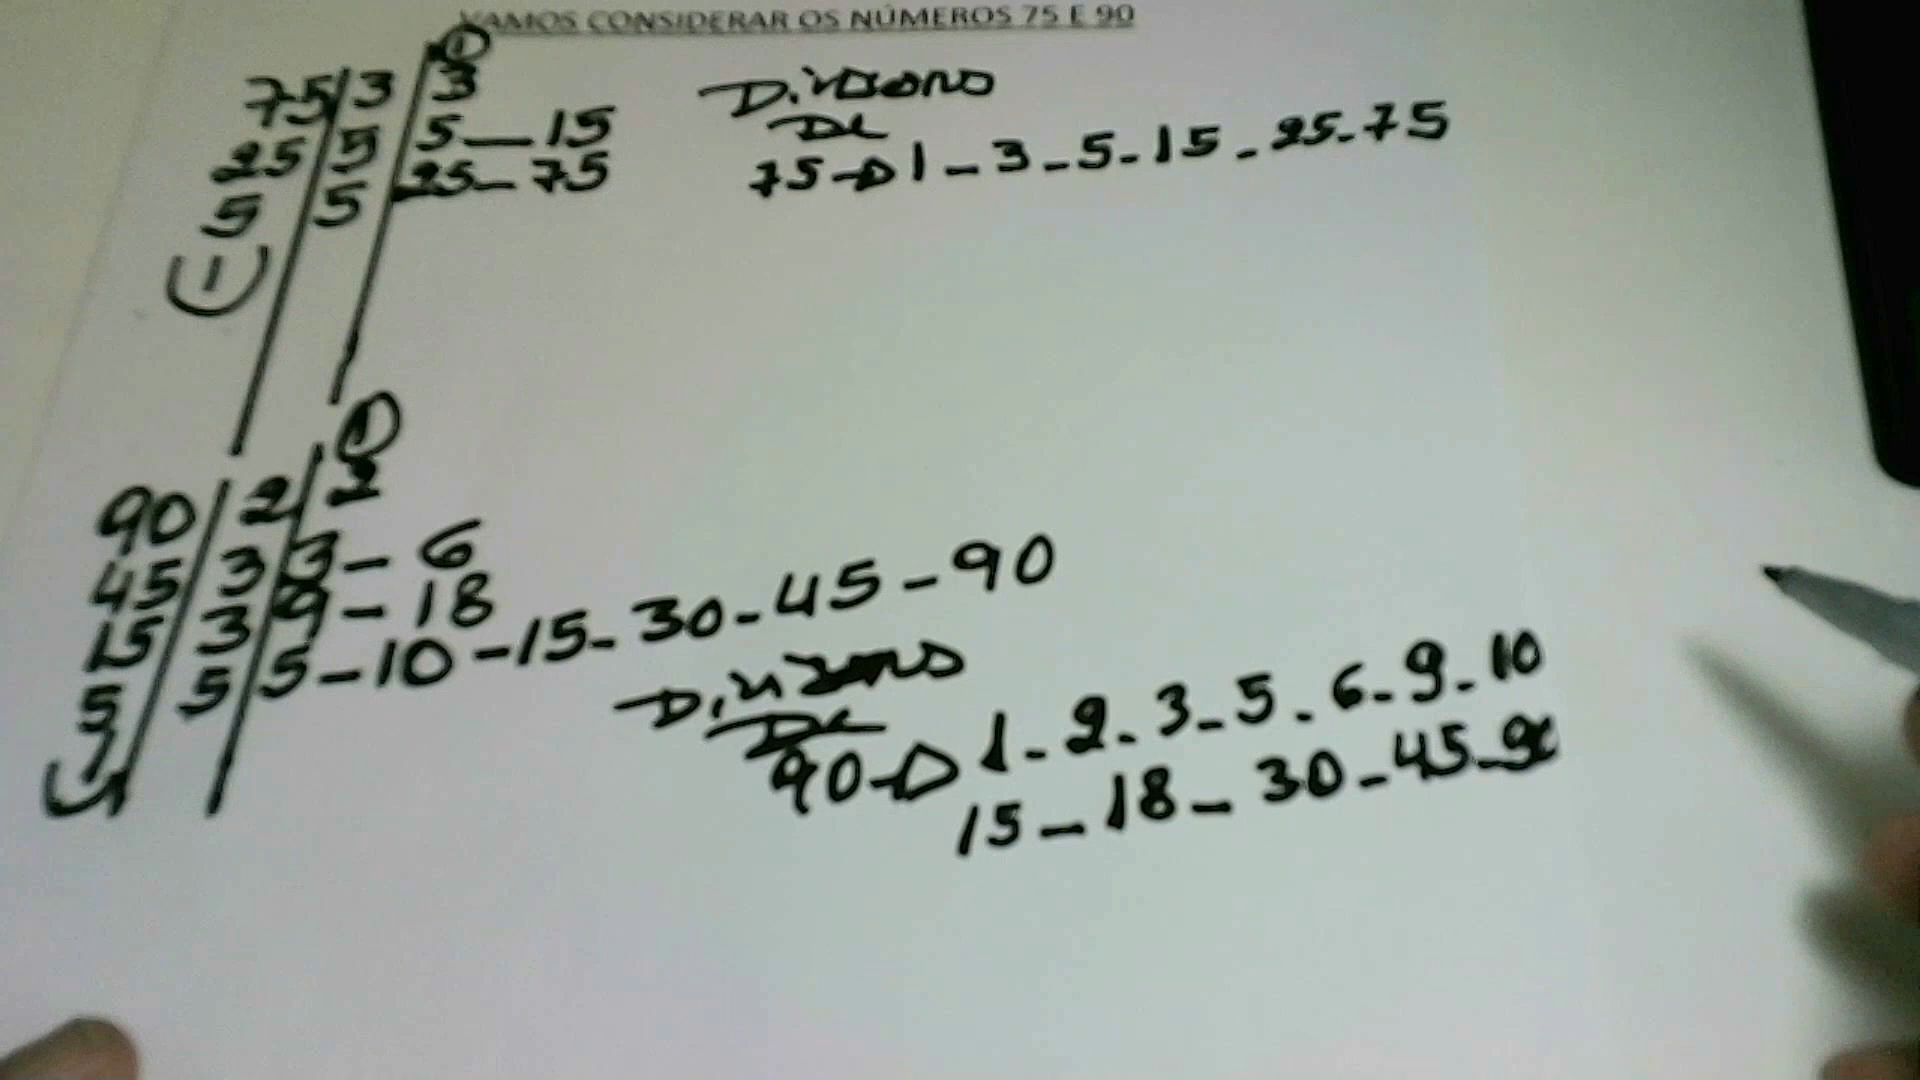 VAMOS CONSIDERAR OS NÚMEROS 75 E 90
1
75 3 3
25 5 5 - 15
5 5 25 - 75
1
Divisores
De
75 → 1 - 3 - 5 - 15 - 25 - 75
1
90 2 2
45 3 3 - 6
15 3 9 - 18
5 5 5 - 10 - 15 - 30 - 45 - 90
1
Divisores
De
90 → 1 - 2 - 3 - 5 - 6 - 9 - 10
15 - 18 - 30 - 45 - 90